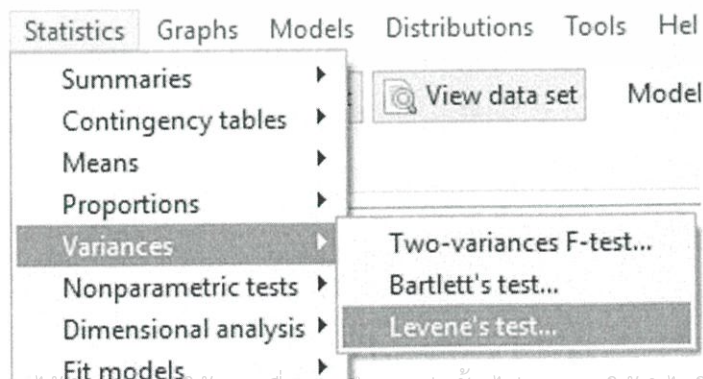 Statistics Graphs Models Distributions Tools Hel
Summaries
View data set Model
Contingency tables
Means
Proportions
Variances
Two-variances F-test...
Nonparametric tests
Bartlett's test...
Dimensional analysis
Levene's test...
Fit models